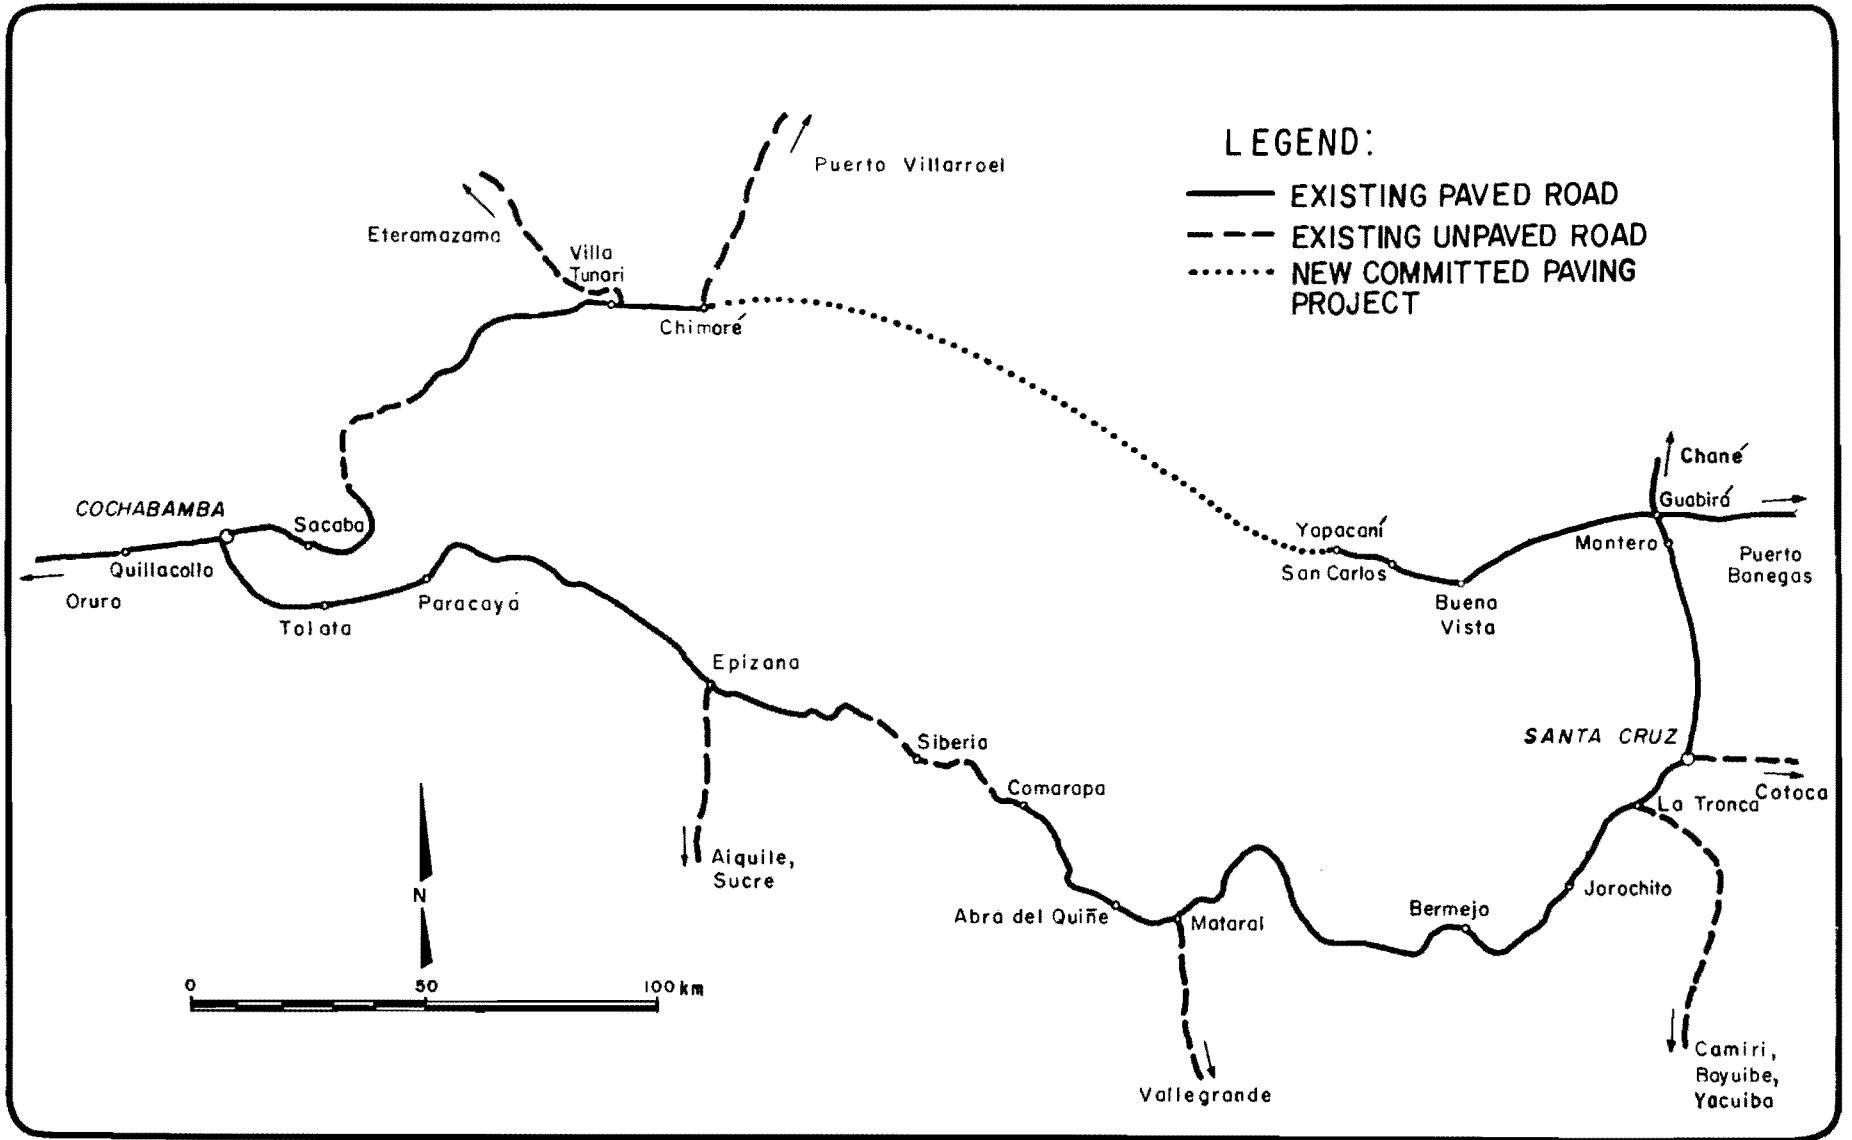 LEGEND:
EXISTING PAVED ROAD
EXISTING UNPAVED ROAD
NEW COMMITTED PAVING
PROJECT
Puerto Villarroel
Eteramazama
Villa
Tunari
Chimoré
Chané
Guabirá
COCHABAMBA
Sacaba
Yapacaní
Montero
Puerto
Banegas
Quillacollo
San Carlos
Oruro
Paracayá
Buena
Vista
Tolata
Epizana
SANTA CRUZ
Siberia
Comarapa
La Tronca
Cotoca
Aiquile,
Sucre
N
Jorochito
Abra del Quiñe
Mataral
Bermejo
0 50 100 km
Camiri,
Boyuibe,
Yacuiba
Vallegrande